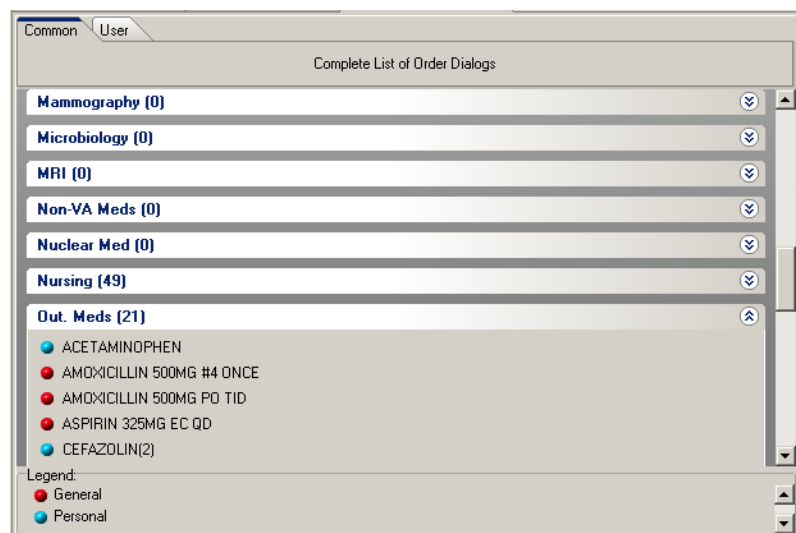 Common User
Complete List of Order Dialogs
Mammography (0)
Microbiology (0)
MRI (0)
Non-VA Meds (0)
Nuclear Med (0)
Nursing (49)
Out. Meds (21)
ACETAMINOPHEN
AMOXICILLIN 500MG #4 ONCE
AMOXICILLIN 500MG PO TID
ASPIRIN 325MG EC QD
CEFAZOLIN(2)
Legend:
General
Personal